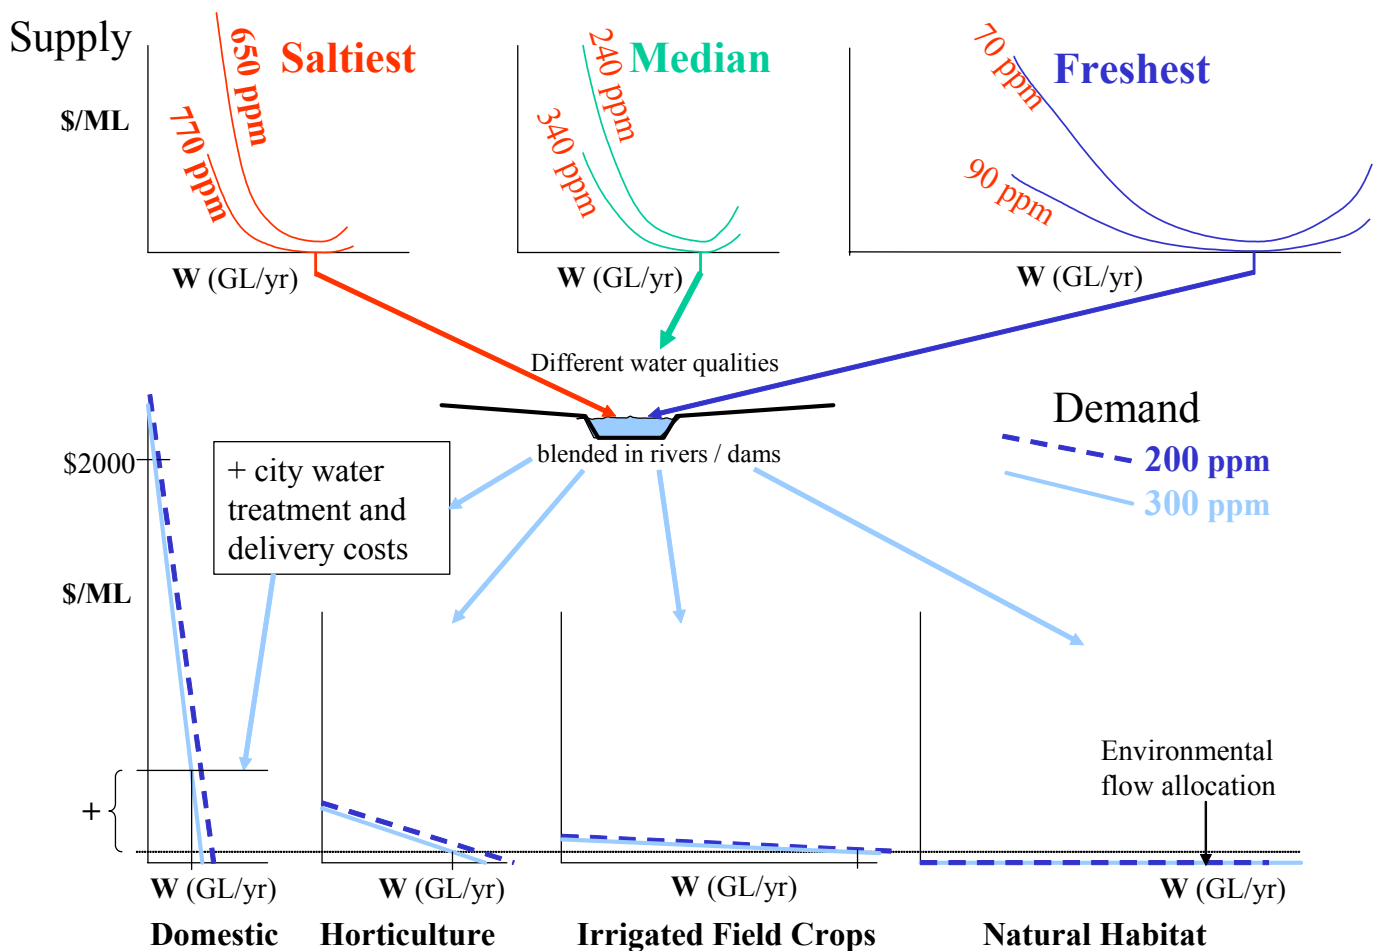 Supply
$/ML
650 ppm
770 ppm
Saltiest
W (GL/yr)
240 ppm
340 ppm
Median
W (GL/yr)
70 ppm
90 ppm
Freshest
W (GL/yr)
Different water qualities
blended in rivers / dams
Demand
200 ppm
300 ppm
$2000
+ city water
treatment and
delivery costs
$/ML
+
Environmental
flow allocation
W (GL/yr)
W (GL/yr)
W (GL/yr)
W (GL/yr)
Domestic
Horticulture
Irrigated Field Crops
Natural Habitat